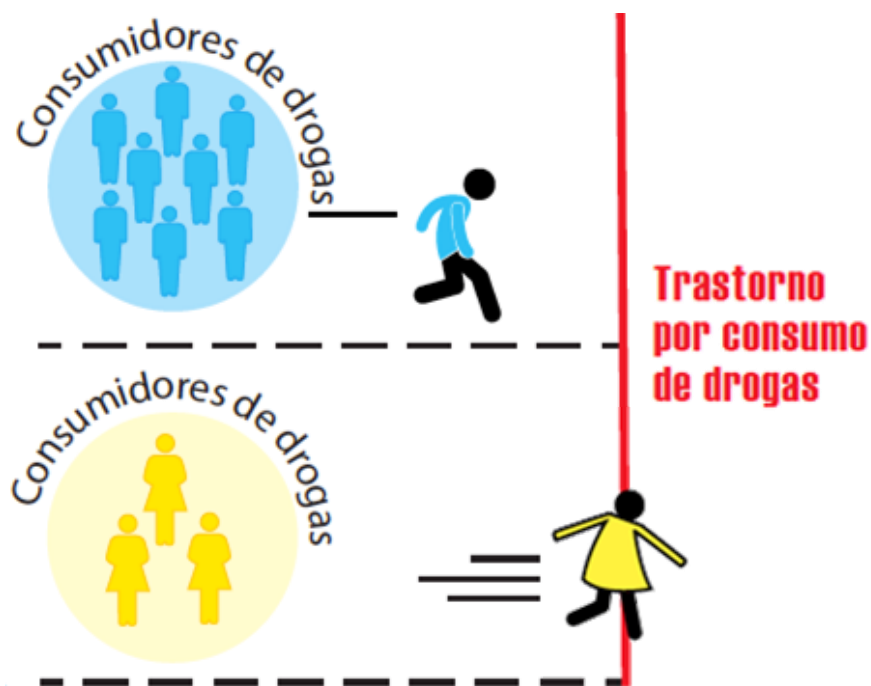 Consumidores de drogas
Trastorno
por consumo
de drogas
Consumidores de drogas